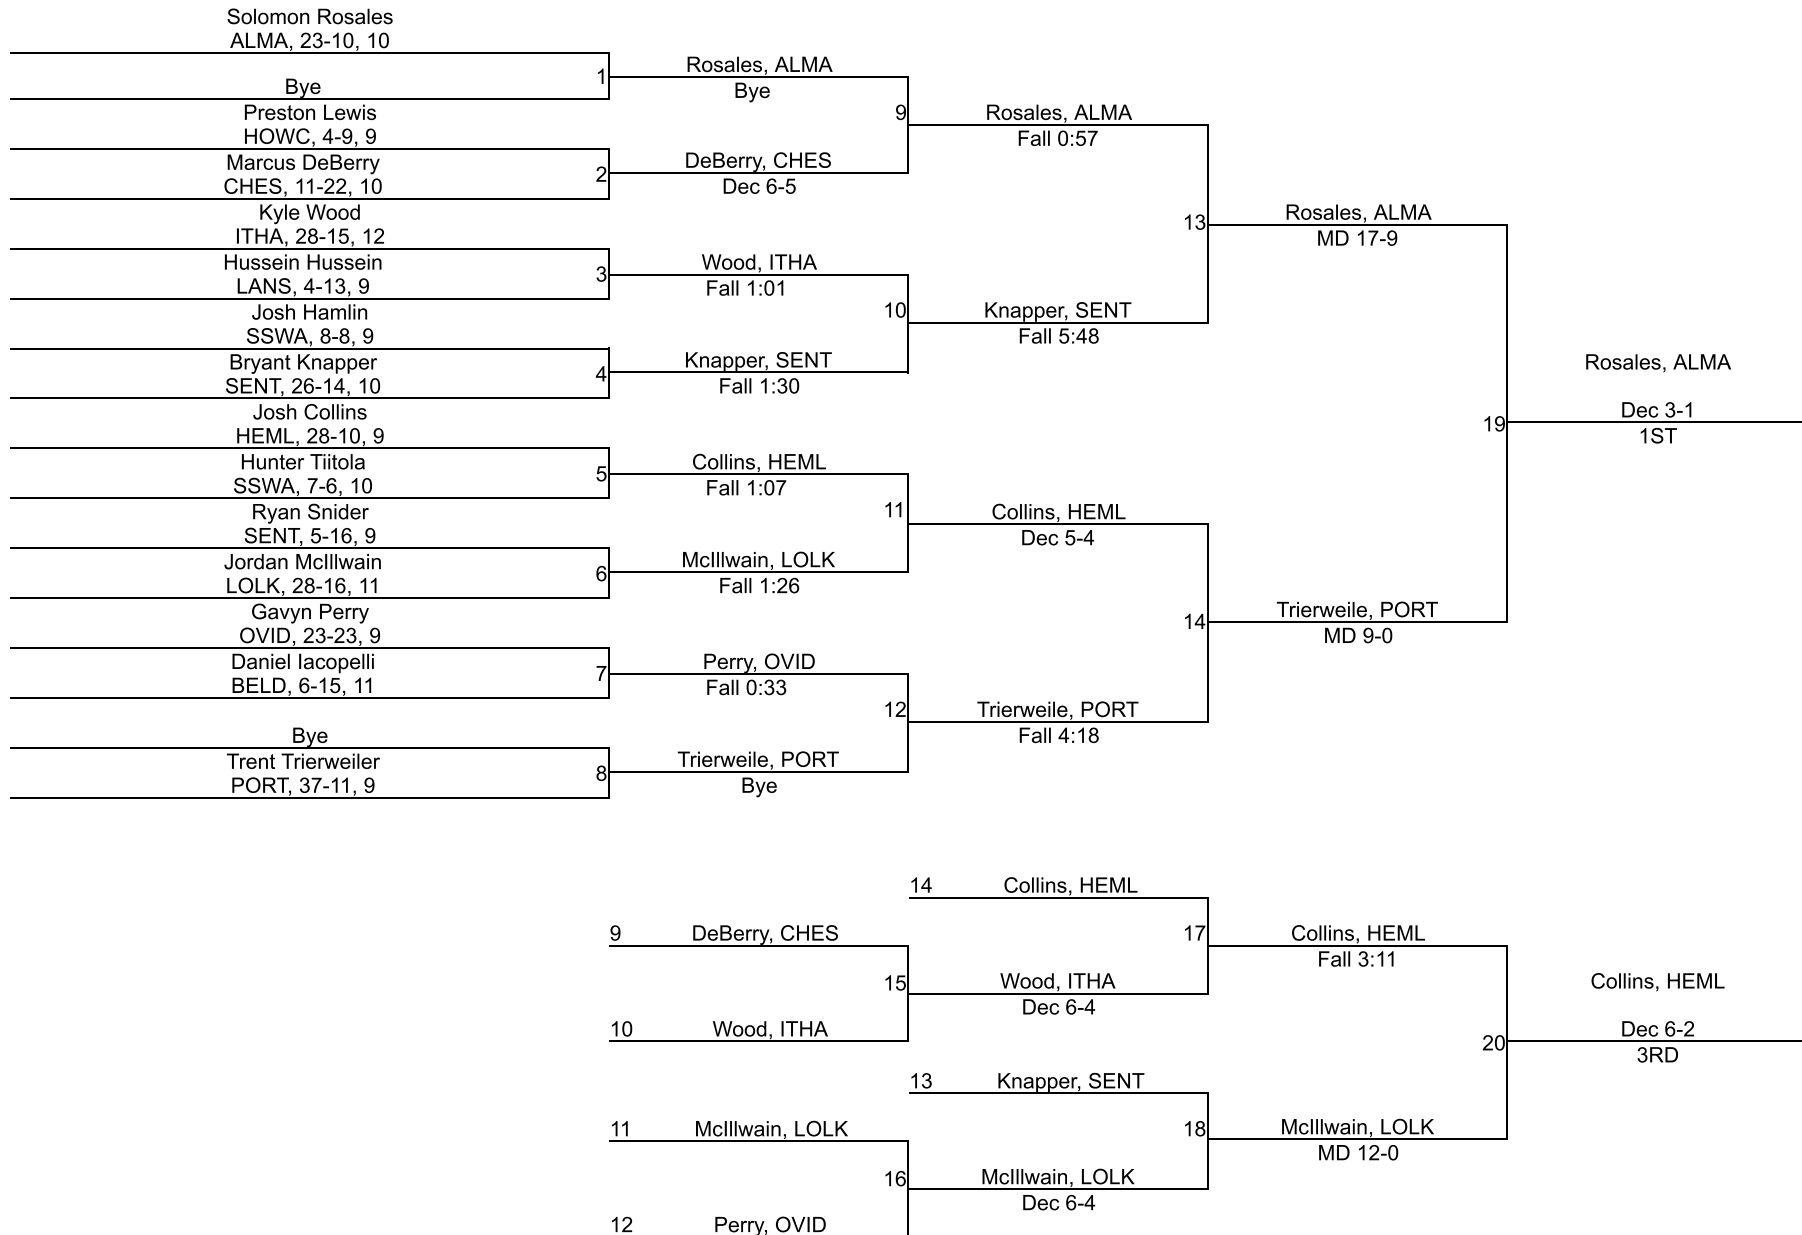 Solomon Rosales
ALMA, 23-10, 10
Bye
Preston Lewis
HOWC, 4-9, 9
Marcus DeBerry
CHES, 11-22, 10
Kyle Wood
ITHA, 28-15, 12
Hussein Hussein
LANS, 4-13, 9
Josh Hamlin
SSWA, 8-8, 9
Bryant Knapper
SENT, 26-14, 10
Josh Collins
HEML, 28-10, 9
Hunter Tiitola
SSWA, 7-6, 10
Ryan Snider
SENT, 5-16, 9
Jordan McIllwain
LOLK, 28-16, 11
Gavyn Perry
OVID, 23-23, 9
Daniel Iacopelli
BELD, 6-15, 11
Bye
Trent Trierweiler
PORT, 37-11, 9
1
Rosales, ALMA
Bye
2
DeBerry, CHES
Dec 6-5
3
Wood, ITHA
Fall 1:01
4
Knapper, SENT
Fall 1:30
5
Collins, HEML
Fall 1:07
6
McIllwain, LOLK
Fall 1:26
7
Perry, OVID
Fall 0:33
8
Trierweile, PORT
Bye
9
Rosales, ALMA
Fall 0:57
10
Knapper, SENT
Fall 5:48
11
Collins, HEML
Dec 5-4
12
Trierweile, PORT
Fall 4:18
13
Rosales, ALMA
MD 17-9
14
Trierweile, PORT
MD 9-0
19
Rosales, ALMA
Dec 3-1
1ST
14 Collins, HEML
9 DeBerry, CHES
10 Wood, ITHA
15
Wood, ITHA
Dec 6-4
17
Collins, HEML
Fall 3:11
13 Knapper, SENT
11 McIllwain, LOLK
12 Perry, OVID
16
McIllwain, LOLK
Dec 6-4
18
McIllwain, LOLK
MD 12-0
20
Collins, HEML
Dec 6-2
3RD